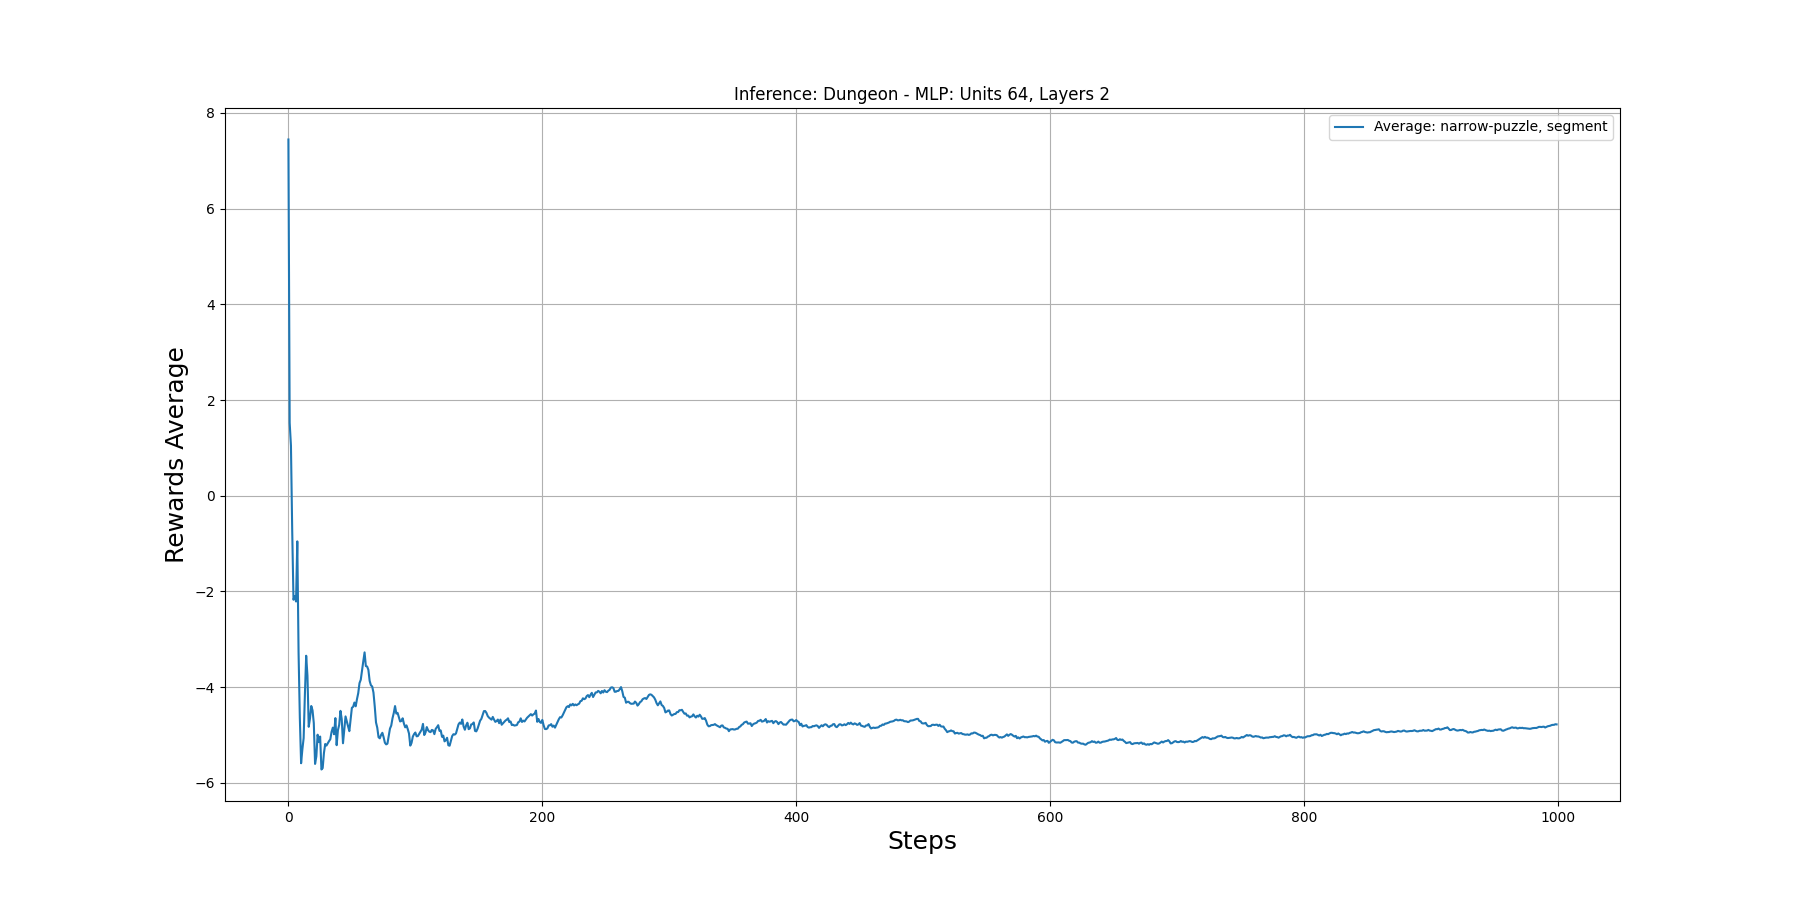 Inference: Dungeon - MLP: Units 64, Layers 2
Average: narrow-puzzle, segment
Rewards Average
8
6
4
2
0
−2
−4
−6
0 200 400 600 800 1000
Steps